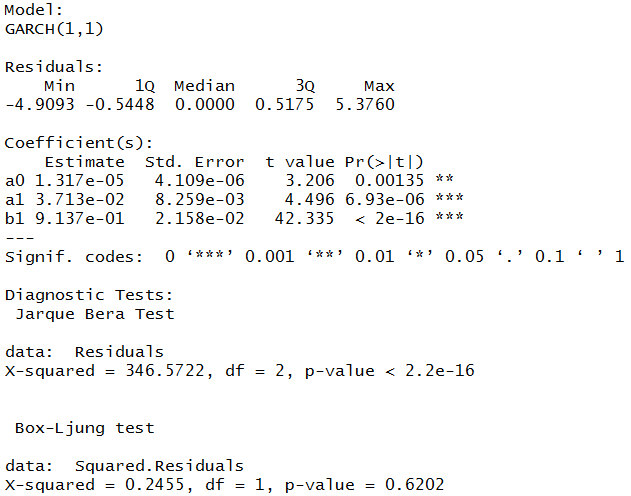 Model:
GARCH(1,1)
Residuals:
    Min      1Q  Median      3Q     Max
-4.9093 -0.5448  0.0000  0.5175  5.3760
Coefficient(s):
    Estimate  Std. Error  t value Pr(>|t|)
a0 1.317e-05   4.109e-06    3.206  0.00135 **
a1 3.713e-02   8.259e-03    4.496 6.93e-06 ***
b1 9.137e-01   2.158e-02   42.335  < 2e-16 ***
---
Signif. codes:  0 ‘***’ 0.001 ‘**’ 0.01 ‘*’ 0.05 ‘.’ 0.1 ‘ ’ 1
Diagnostic Tests:
 Jarque Bera Test
data:  Residuals
X-squared = 346.5722, df = 2, p-value < 2.2e-16
 Box-Ljung test
data:  Squared.Residuals
X-squared = 0.2455, df = 1, p-value = 0.6202